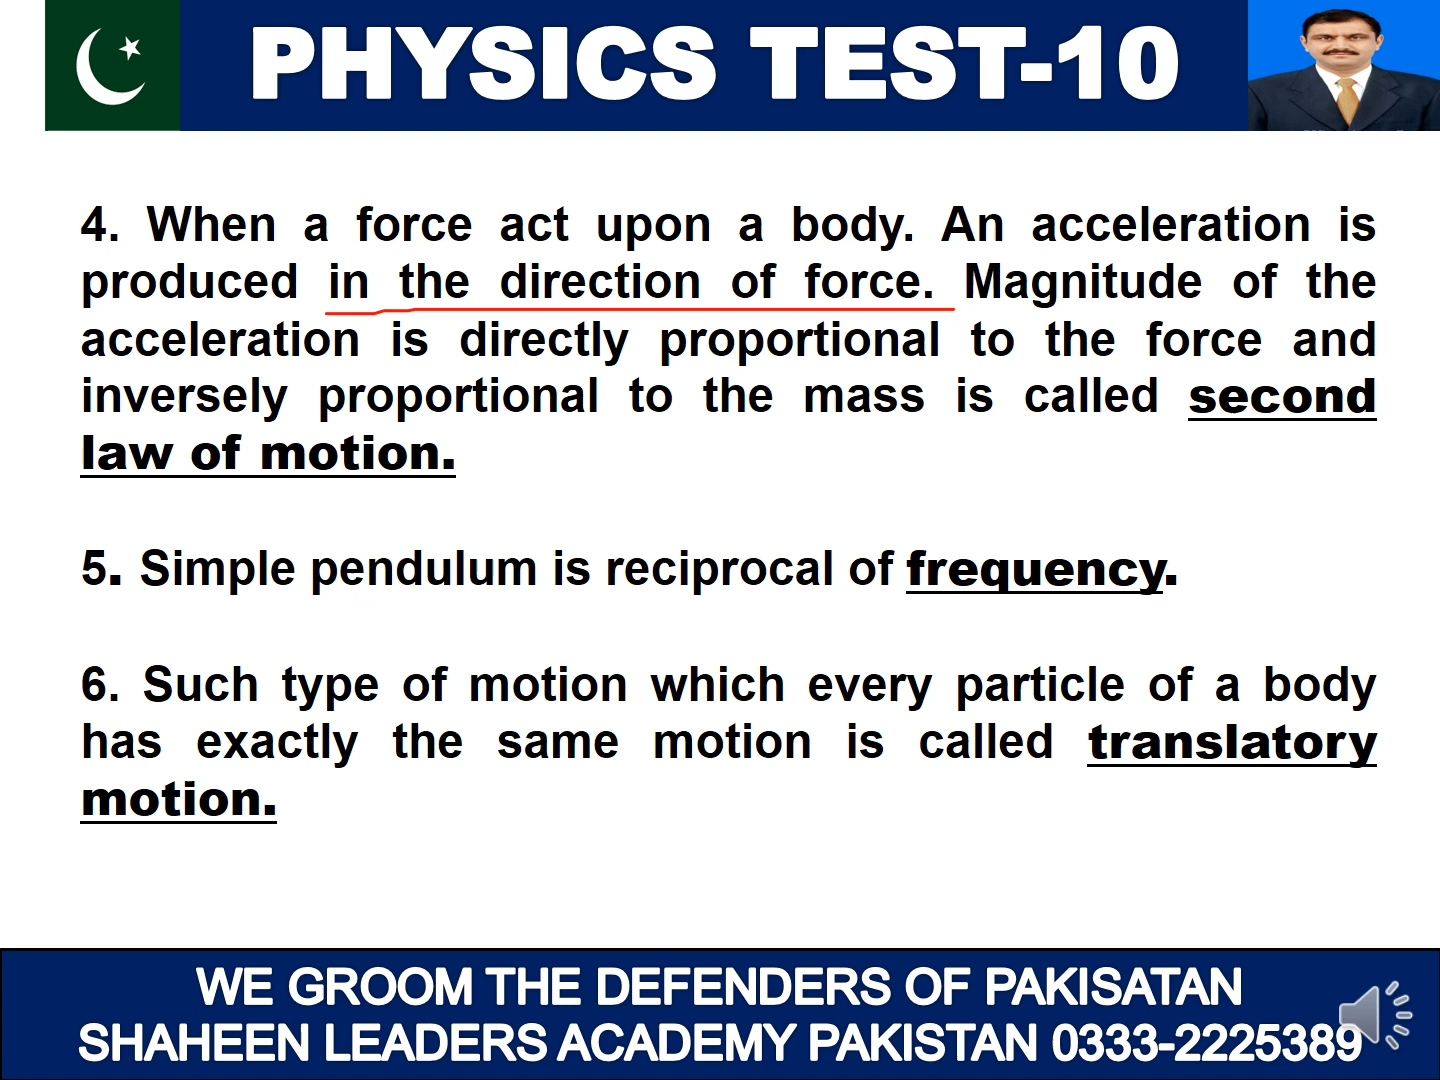 PHYSICS TEST-10
4. When a force act upon a body. An acceleration is
produced in the direction of force. Magnitude of the
acceleration is directly proportional to the force and
inversely proportional to the mass is called second
law of motion.
5. Simple pendulum is reciprocal of frequency.
6. Such type of motion which every particle of a body
has exactly the same motion is called translatory
motion.
WE GROOM THE DEFENDERS OF PAKISATAN
SHAHEEN LEADERS ACADEMY PAKISTAN 0333-2225389